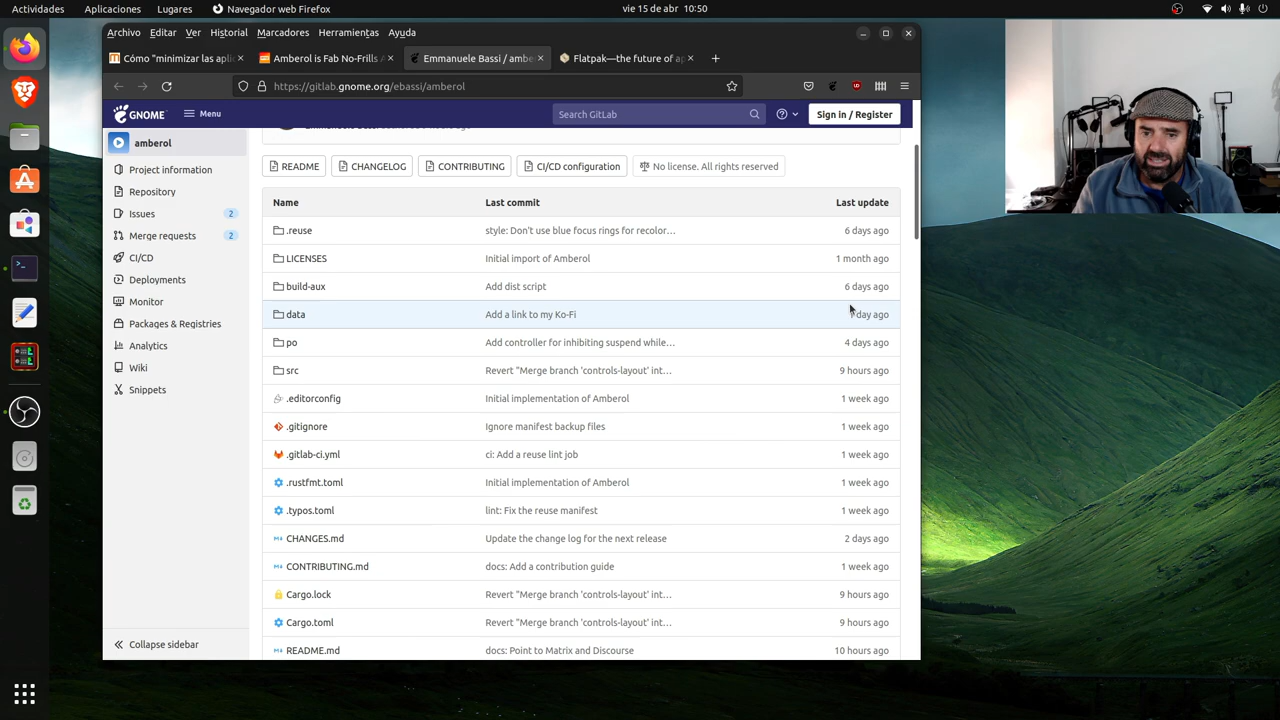 Actividades Aplicaciones Lugares Navegador web Firefox vie 15 de abr 10:50
Archivo Editar Ver Historial Marcadores Herramientas Ayuda
Cómo "minimizar las aplic Amberol is Fab No-Frills A Emmanuele Bassi / ambe Flatpak—the future of ap
https://gitlab.gnome.org/ebassi/amberol
GNOME Menu Search GitLab Sign in / Register
amberol
Project information
Repository
Issues 2
Merge requests 2
CI/CD
Deployments
Monitor
Packages & Registries
Analytics
Wiki
Snippets
Collapse sidebar
README CHANGELOG CONTRIBUTING CI/CD configuration No license. All rights reserved
Name Last commit Last update
.reuse style: Don't use blue focus rings for recolor… 6 days ago
LICENSES Initial import of Amberol 1 month ago
build-aux Add dist script 6 days ago
data Add a link to my Ko-Fi day ago
po Add controller for inhibiting suspend while… 4 days ago
src Revert "Merge branch 'controls-layout' int… 9 hours ago
.editorconfig Initial implementation of Amberol 1 week ago
.gitignore Ignore manifest backup files 1 week ago
.gitlab-ci.yml ci: Add a reuse lint job 1 week ago
.rustfmt.toml Initial implementation of Amberol 1 week ago
.typos.toml lint: Fix the reuse manifest 1 week ago
CHANGES.md Update the change log for the next release 2 days ago
CONTRIBUTING.md docs: Add a contribution guide 1 week ago
Cargo.lock Revert "Merge branch 'controls-layout' int… 9 hours ago
Cargo.toml Revert "Merge branch 'controls-layout' int… 9 hours ago
README.md docs: Point to Matrix and Discourse 10 hours ago